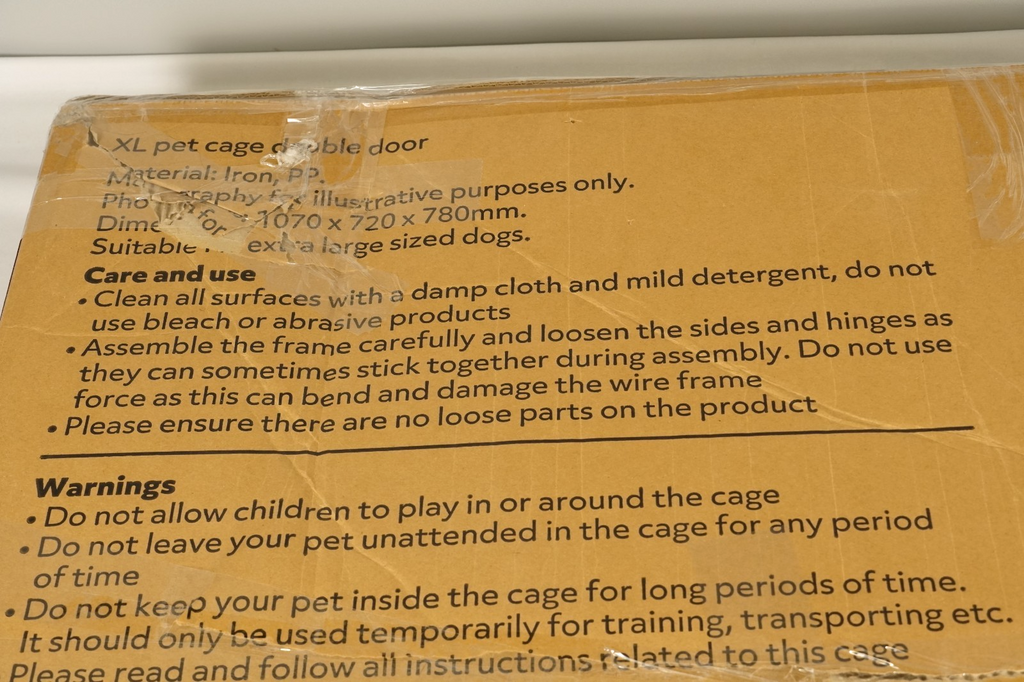 XL pet cage double door
Material: Iron, PP.
Photography for illustrative purposes only.
1070 x 720 x 780mm.
Suitable extra large sized dogs.
for
Care and use
• Clean all surfaces with a damp cloth and mild detergent, do not
use bleach or abrasive products
• Assemble the frame carefully and loosen the sides and hinges as
they can sometimes stick together during assembly. Do not use
force as this can bend and damage the wire frame
• Please ensure there are no loose parts on the product
Warnings
• Do not allow children to play in or around the cage
• Do not leave your pet unattended in the cage for any period
of time
• Do not keep your pet inside the cage for long periods of time.
It should only be used temporarily for training, transporting etc.
Please read and follow all instructions related to this cage